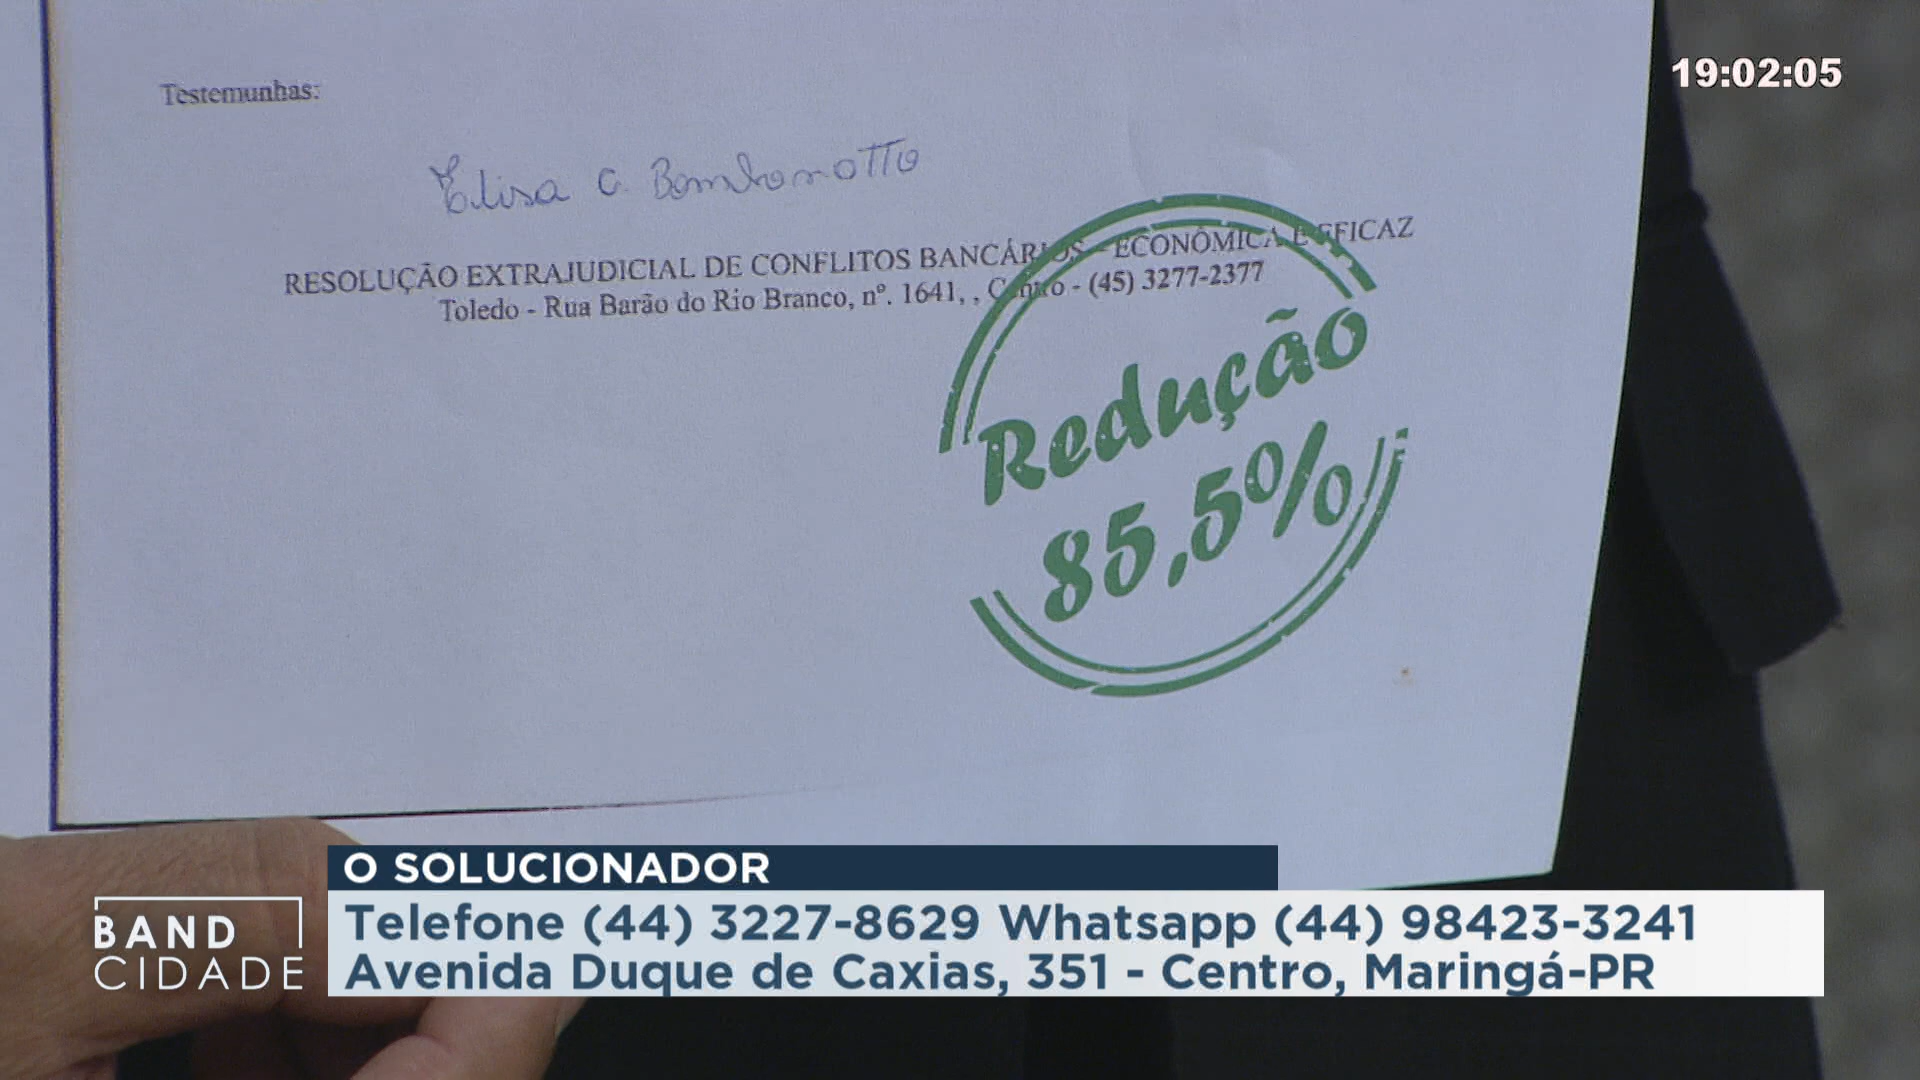 19:02:05
Testemunhas:
Elisa C. Bombonatto
RESOLUÇÃO EXTRAJUDICIAL DE CONFLITOS BANCÁRIOS - ECONÔMICA E EFICAZ
Toledo - Rua Barão do Rio Branco, nº. 1641, , Centro - (45) 3277-2377
Redução
85,5%
O SOLUCIONADOR
BAND
CIDADE
Telefone (44) 3227-8629 Whatsapp (44) 98423-3241
Avenida Duque de Caxias, 351 - Centro, Maringá-PR